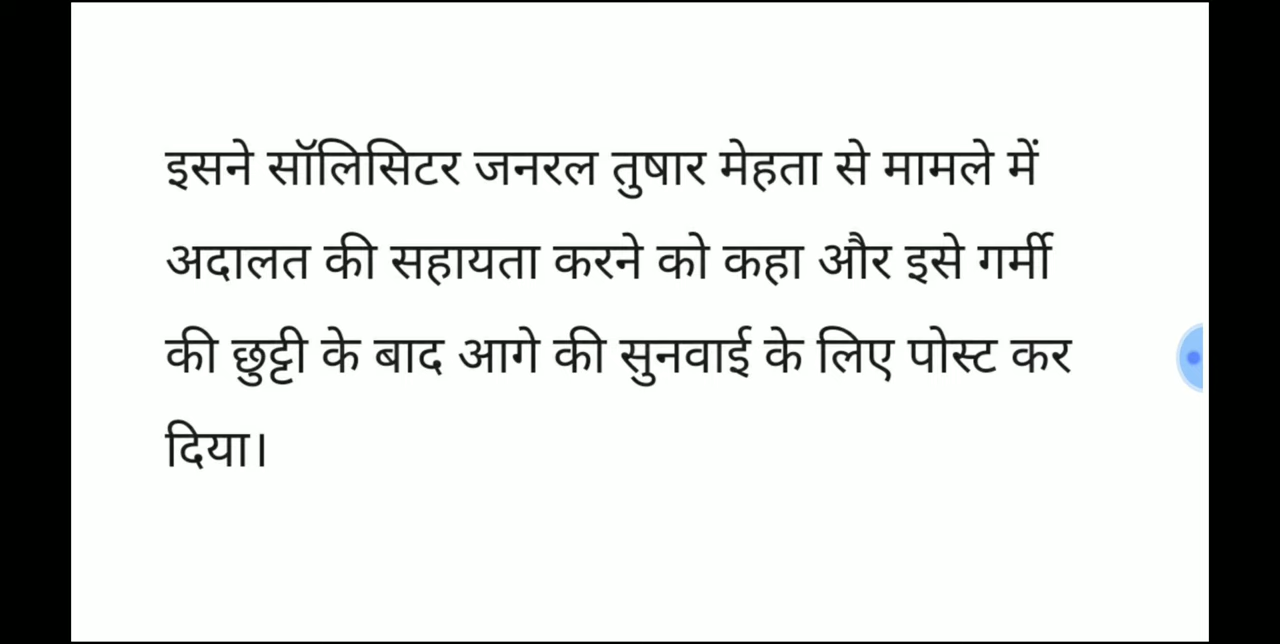 इसने सॉलिसिटर जनरल तुषार मेहता से मामले में
अदालत की सहायता करने को कहा और इसे गर्मी
की छुट्टी के बाद आगे की सुनवाई के लिए पोस्ट कर
दिया।